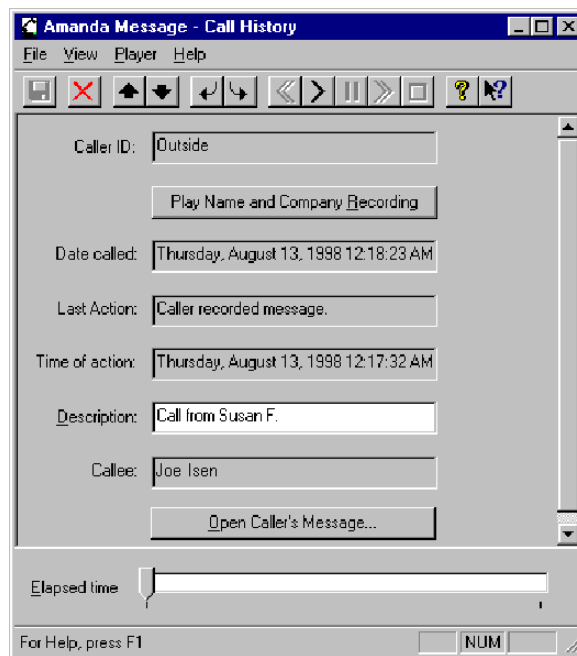 Amanda Message - Call History
File View Player Help
Caller ID: Outside
Play Name and Company Recording
Date called: Thursday, August 13, 1998 12:18:23 AM
Last Action: Caller recorded message.
Time of action: Thursday, August 13, 1998 12:17:32 AM
Description: Call from Susan F.
Callee: Joe Isen
Open Caller's Message...
Elapsed time
For Help, press F1 NUM